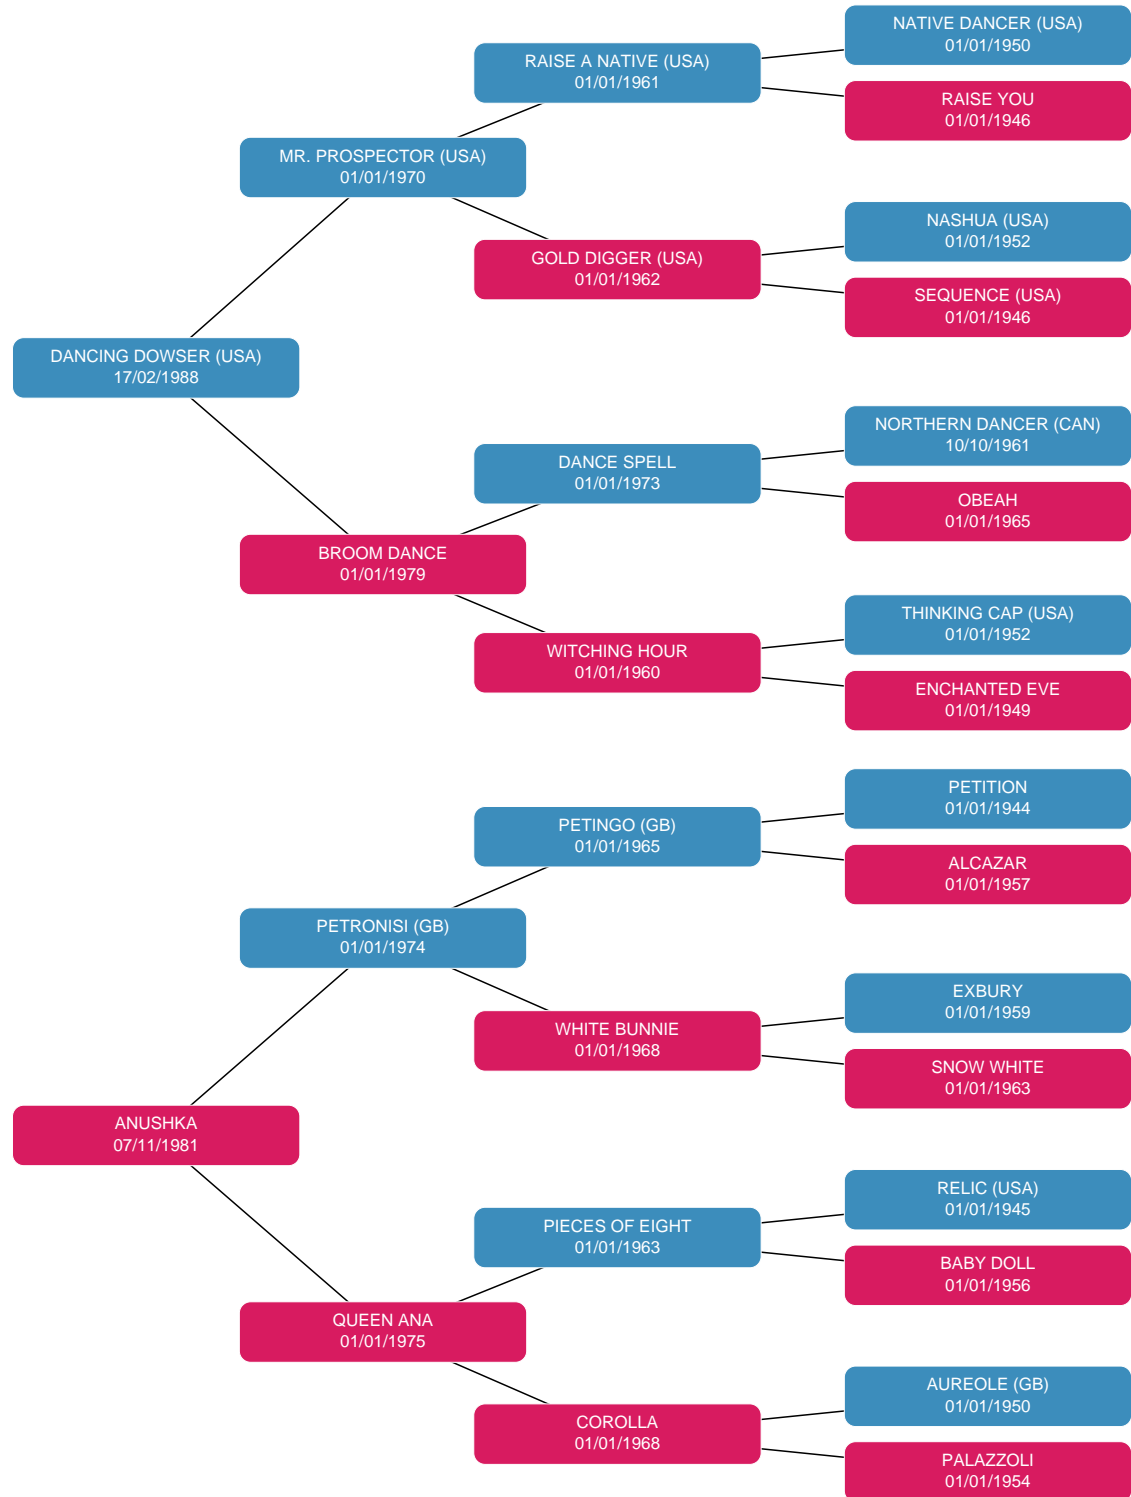 NATIVE DANCER (USA)
01/01/1950
RAISE A NATIVE (USA)
01/01/1961
RAISE YOU
01/01/1946
MR. PROSPECTOR (USA)
01/01/1970
NASHUA (USA)
01/01/1952
GOLD DIGGER (USA)
01/01/1962
SEQUENCE (USA)
01/01/1946
DANCING DOWSER (USA)
17/02/1988
NORTHERN DANCER (CAN)
10/10/1961
DANCE SPELL
01/01/1973
OBEAH
01/01/1965
BROOM DANCE
01/01/1979
THINKING CAP (USA)
01/01/1952
WITCHING HOUR
01/01/1960
ENCHANTED EVE
01/01/1949
PETITION
01/01/1944
PETINGO (GB)
01/01/1965
ALCAZAR
01/01/1957
PETRONISI (GB)
01/01/1974
EXBURY
01/01/1959
WHITE BUNNIE
01/01/1968
SNOW WHITE
01/01/1963
ANUSHKA
07/11/1981
RELIC (USA)
01/01/1945
PIECES OF EIGHT
01/01/1963
BABY DOLL
01/01/1956
QUEEN ANA
01/01/1975
AUREOLE (GB)
01/01/1950
COROLLA
01/01/1968
PALAZZOLI
01/01/1954